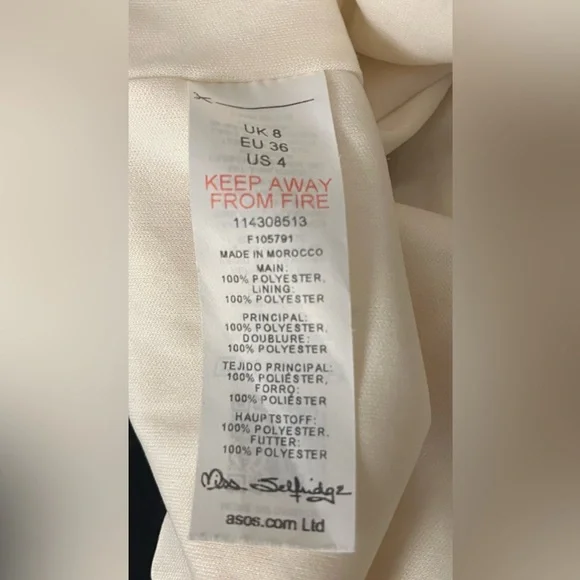 UK 8
EU 36
US 4
KEEP AWAY
FROM FIRE
114308513
F105791
MADE IN MOROCCO
MAIN:
100% POLYESTER,
LINING:
100% POLYESTER
PRINCIPAL:
100% POLYESTER,
DOUBLURE:
100% POLYESTER
TEJIDO PRINCIPAL:
100% POLIÉSTER,
FORRO:
100% POLIÉSTER
HAUPTSTOFF:
100% POLYESTER,
FUTTER:
100% POLYESTER
Miss Selfridge
asos.com Ltd